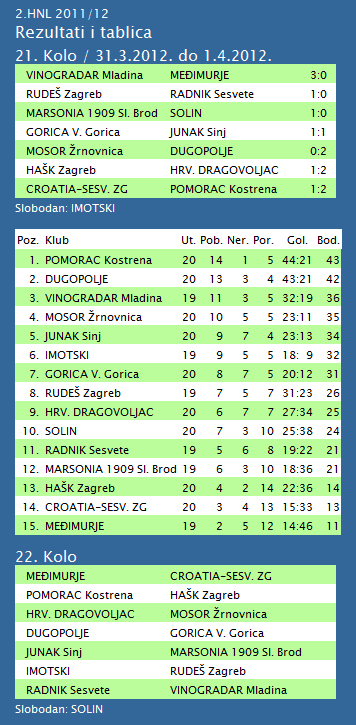 2.HNL 2011/12
Rezultati i tablica
21. Kolo / 31.3.2012. do 1.4.2012.
VINOGRADAR Mladina MEĐIMURJE 3:0
RUDEŠ Zagreb RADNIK Sesvete 1:0
MARSONIA 1909 Sl. Brod SOLIN 1:0
GORICA V. Gorica JUNAK Sinj 1:1
MOSOR Žrnovnica DUGOPOLJE 0:2
HAŠK Zagreb HRV. DRAGOVOLJAC 1:2
CROATIA-SESV. ZG POMORAC Kostrena 1:2
Slobodan: IMOTSKI
Poz. Klub Ut. Pob. Ner. Por. Gol. Bod.
1. POMORAC Kostrena 20 14 1 5 44:21 43
2. DUGOPOLJE 20 13 3 4 43:21 42
3. VINOGRADAR Mladina 19 11 3 5 32:19 36
4. MOSOR Žrnovnica 20 10 5 5 23:11 35
5. JUNAK Sinj 20 9 7 4 23:13 34
6. IMOTSKI 19 9 5 5 18: 9 32
7. GORICA V. Gorica 20 8 7 5 20:12 31
8. RUDEŠ Zagreb 19 7 5 7 31:23 26
9. HRV. DRAGOVOLJAC 20 6 7 7 27:34 25
10. SOLIN 20 7 3 10 25:38 24
11. RADNIK Sesvete 19 5 6 8 19:22 21
12. MARSONIA 1909 Sl. Brod 19 6 3 10 18:36 21
13. HAŠK Zagreb 20 4 2 14 22:36 14
14. CROATIA-SESV. ZG 20 3 4 13 15:33 13
15. MEĐIMURJE 19 2 5 12 14:46 11
22. Kolo
MEĐIMURJE CROATIA-SESV. ZG
POMORAC Kostrena HAŠK Zagreb
HRV. DRAGOVOLJAC MOSOR Žrnovnica
DUGOPOLJE GORICA V. Gorica
JUNAK Sinj MARSONIA 1909 Sl. Brod
IMOTSKI RUDEŠ Zagreb
RADNIK Sesvete VINOGRADAR Mladina
Slobodan: SOLIN